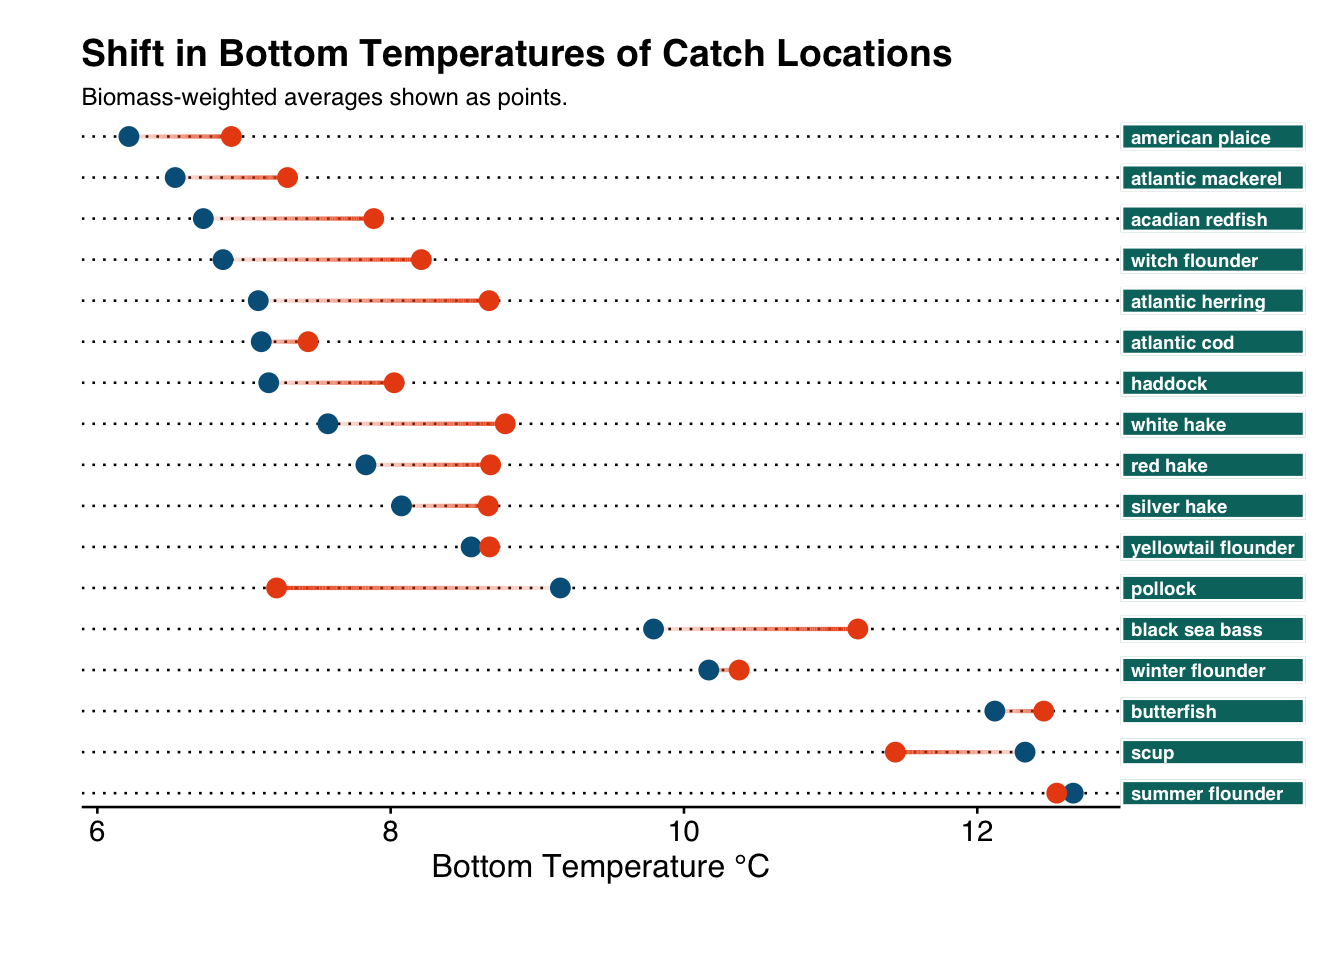 Shift in Bottom Temperatures of Catch Locations
Biomass-weighted averages shown as points.
american plaice
atlantic mackerel
acadian redfish
witch flounder
atlantic herring
atlantic cod
haddock
white hake
red hake
silver hake
yellowtail flounder
pollock
black sea bass
winter flounder
butterfish
scup
summer flounder
6 8 10 12
Bottom Temperature °C